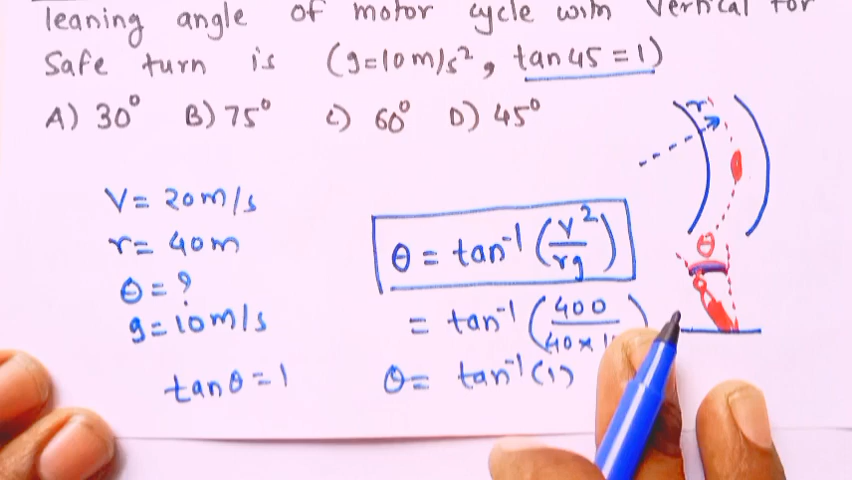 leaning angle of motor cycle with vertical for
Safe turn is (g=10m/s², tan45=1)
A) 30° B) 75° C) 60° D) 45°
r
V= 20m/s
r= 40m
θ=?
g=10m/s
tanθ=1
θ = tan⁻¹ (v²/rg)
= tan⁻¹ (400/40×1
θ= tan⁻¹(1)
θ